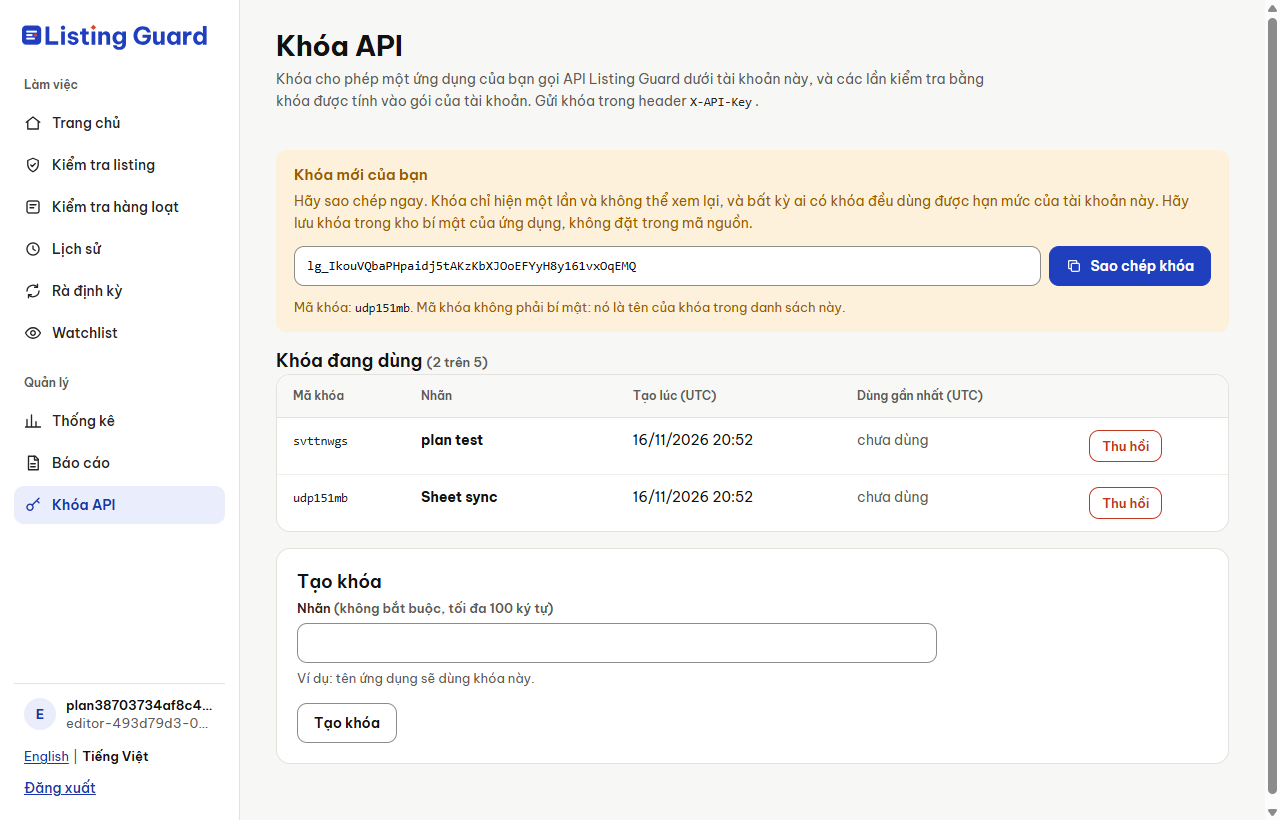 Listing Guard
Làm việc
Trang chủ
Kiểm tra listing
Kiểm tra hàng loạt
Lịch sử
Rà định kỳ
Watchlist
Quản lý
Thống kê
Báo cáo
Khóa API
plan38703734af8c4...
editor-493d79d3-0...
E
English | Tiếng Việt
Đăng xuất
Khóa API
Khóa cho phép một ứng dụng của bạn gọi API Listing Guard dưới tài khoản này, và các lần kiểm tra bằng
khóa được tính vào gói của tài khoản. Gửi khóa trong header X-API-Key .
Khóa mới của bạn
Hãy sao chép ngay. Khóa chỉ hiện một lần và không thể xem lại, và bất kỳ ai có khóa đều dùng được hạn mức của tài khoản này. Hãy
lưu khóa trong kho bí mật của ứng dụng, không đặt trong mã nguồn.
lg_IkouVQbaPHpaidj5tAKzKbXJOoEFYyH8y161vxOqEMQ
Sao chép khóa
Mã khóa: udp151mb. Mã khóa không phải bí mật: nó là tên của khóa trong danh sách này.
Khóa đang dùng (2 trên 5)
Mã khóa Nhãn Tạo lúc (UTC) Dùng gần nhất (UTC)
svttnwgs plan test 16/11/2026 20:52 chưa dùng Thu hồi
udp151mb Sheet sync 16/11/2026 20:52 chưa dùng Thu hồi
Tạo khóa
Nhãn (không bắt buộc, tối đa 100 ký tự)
Ví dụ: tên ứng dụng sẽ dùng khóa này.
Tạo khóa